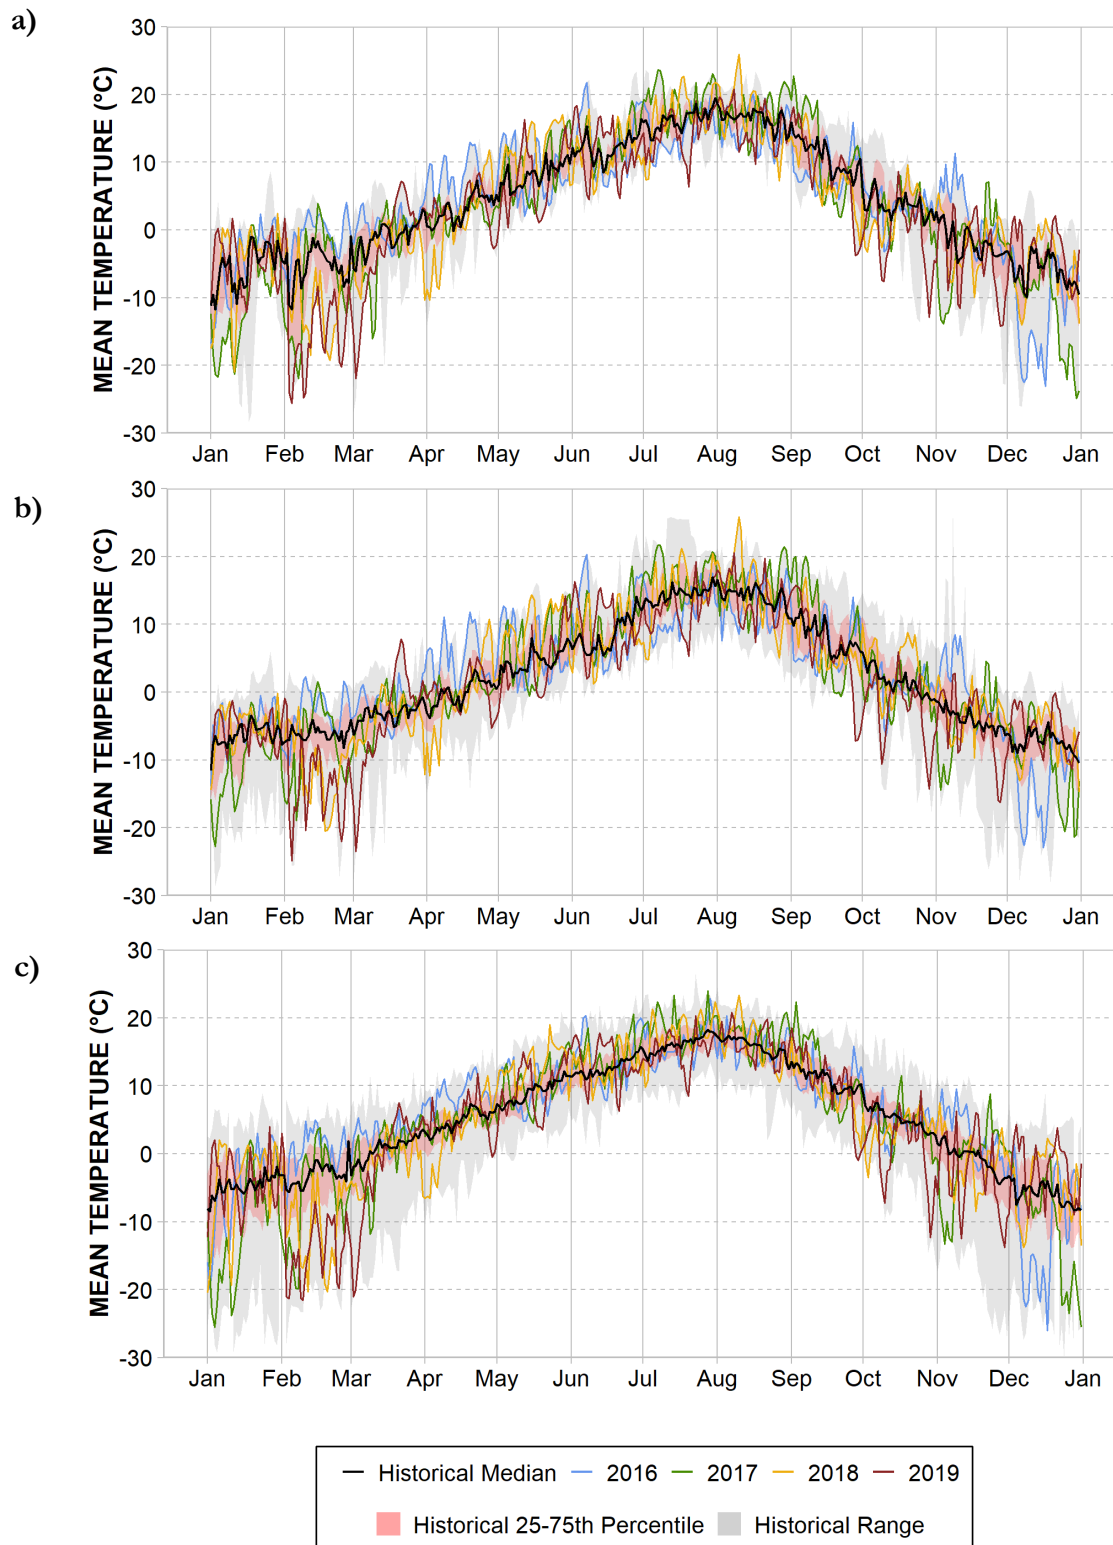 a)
MEAN TEMPERATURE (°C)
30
20
10
0
-10
-20
-30
Jan Feb Mar Apr May Jun Jul Aug Sep Oct Nov Dec Jan
b)
MEAN TEMPERATURE (°C)
30
20
10
0
-10
-20
-30
Jan Feb Mar Apr May Jun Jul Aug Sep Oct Nov Dec Jan
c)
MEAN TEMPERATURE (°C)
30
20
10
0
-10
-20
-30
Jan Feb Mar Apr May Jun Jul Aug Sep Oct Nov Dec Jan
Historical Median 2016 2017 2018 2019
Historical 25-75th Percentile Historical Range